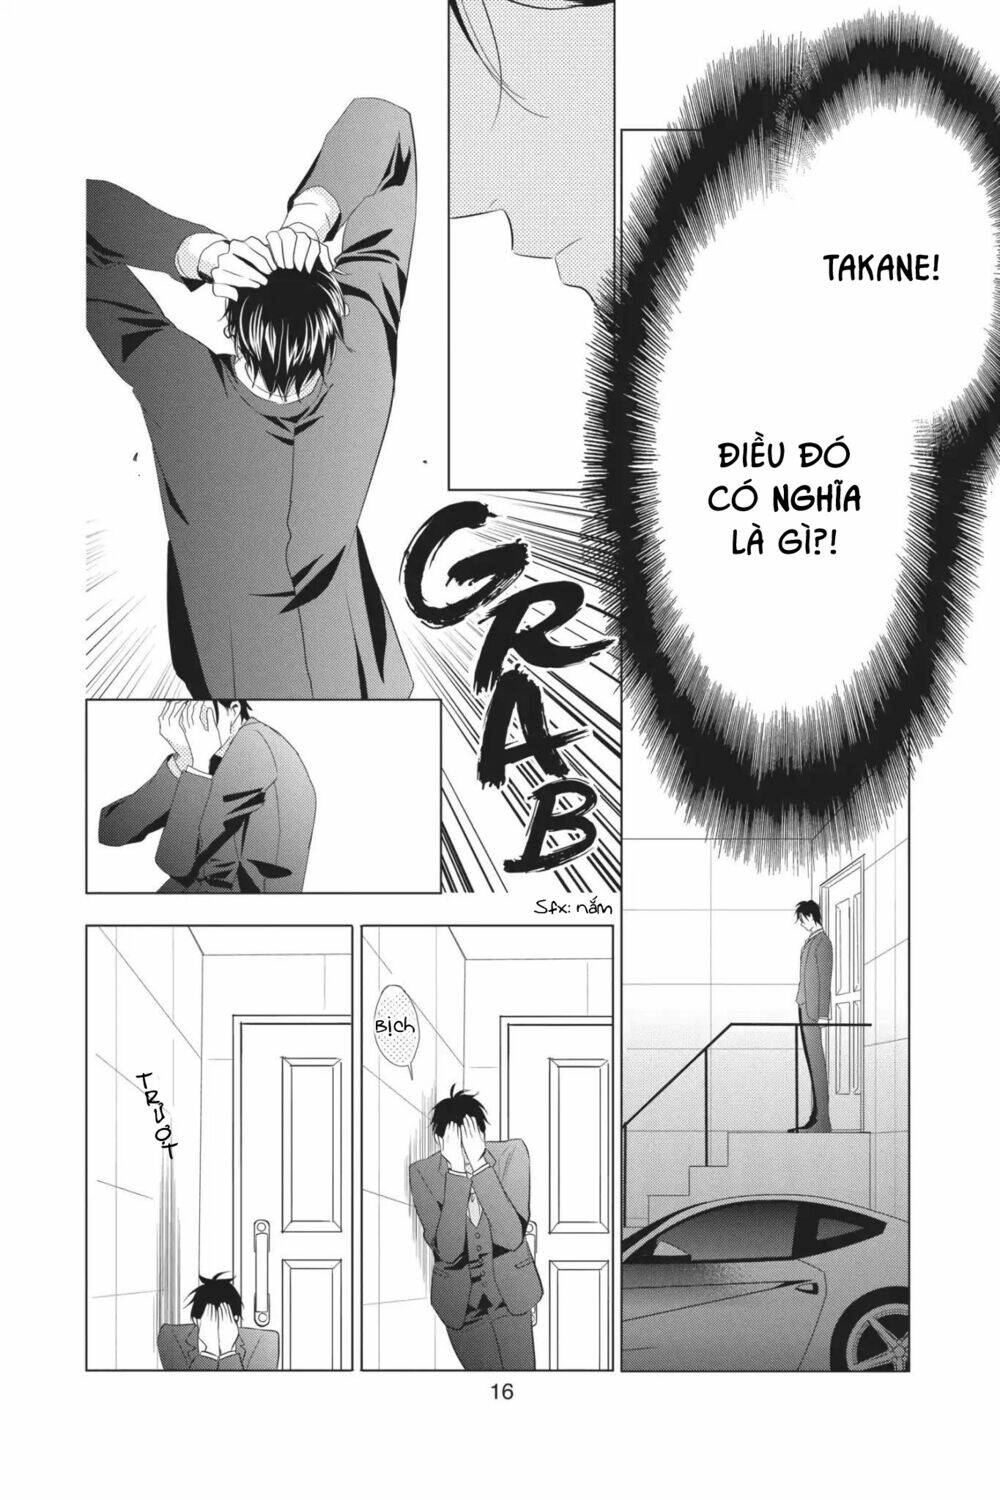 TAKANE!
ĐIỀU ĐÓ
CÓ NGHĨA
LÀ GÌ?!
GRAB
Sfx: nắm
BỊCH
TRƯỢT
16